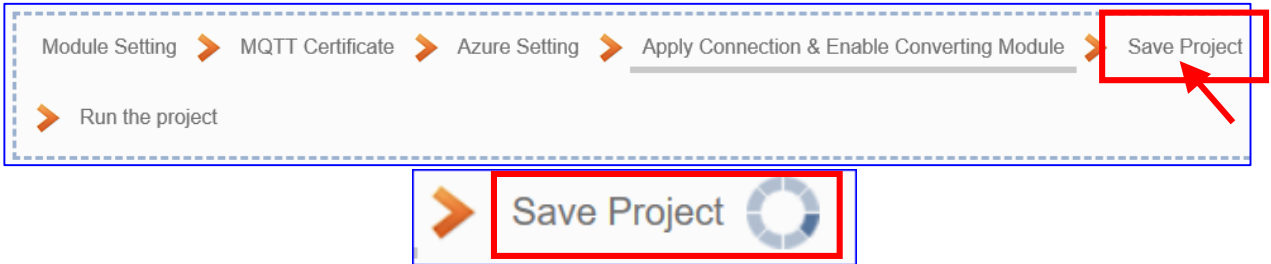 Module Setting MQTT Certificate Azure Setting Apply Connection & Enable Converting Module Save Project
Run the project
Save Project